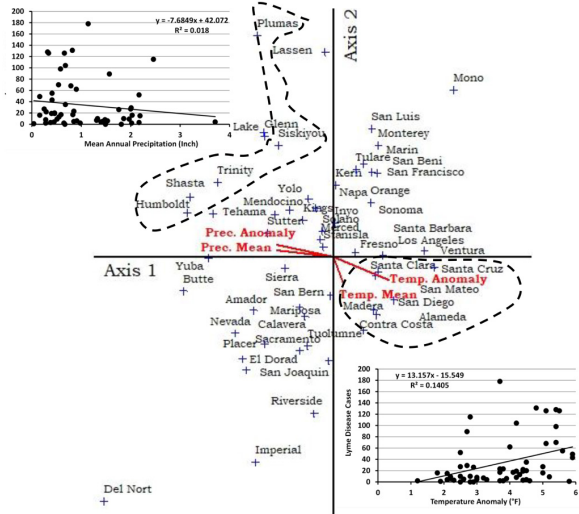 y = -7.6849x + 42.072
R² = 0.018
200
180
160
140
120
100
80
60
40
20
0
0 1 2 3 4
Mean Annual Precipitation (Inch)
Axis 2
Plumas
Lassen
Mono
San Luis
Monterey
Marin
Lake
Glenn
Siskiyou
Tulare
San Beni
Kern
San Francisco
Trinity
Shasta
Humboldt
Yolo
Napa
Orange
Mendocino
Kings
Inyo
Sonoma
Tehama
Sutter
Solano
Merced
Stanisla
Santa Barbara
Prec. Anomaly
Prec. Mean
Fresno
Los Angeles
Ventura
Axis 1
Yuba
Butte
Sierra
Santa Clara
Santa Cruz
Temp. Anomaly
Temp. Mean
San Bern
San Mateo
San Diego
Amador
Mariposa
Madera
Alameda
Calavera
Contra Costa
Nevada
Tuolumne
Placer
Sacramento
El Dorad
San Joaquin
Riverside
Imperial
Del Nort
y = 13.157x - 15.549
R² = 0.1405
Lyme Disease Cases
200
180
160
140
120
100
80
60
40
20
0
0 1 2 3 4 5 6
Temperature Anomaly (°F)